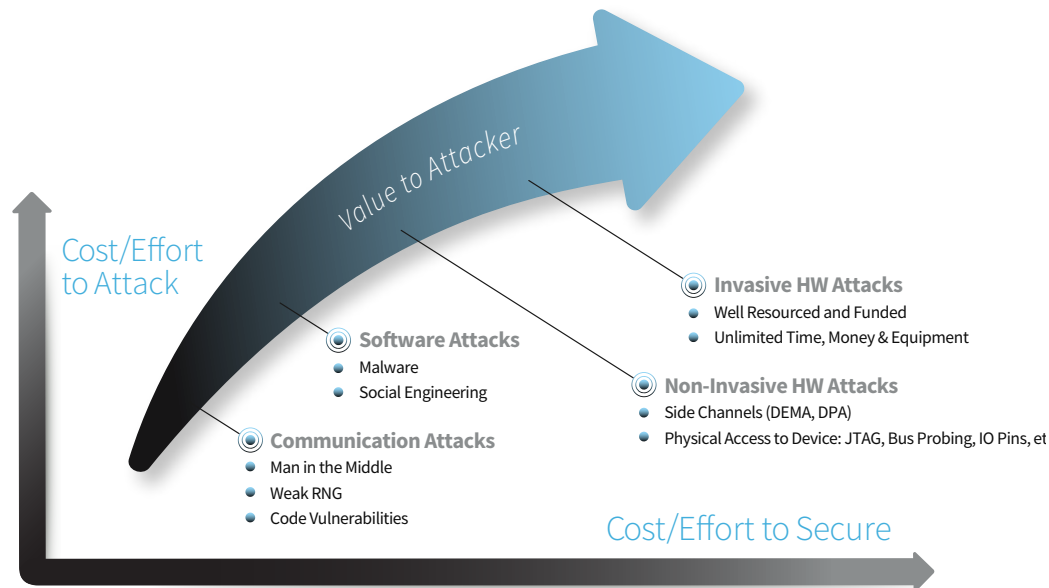 Value to Attacker
Cost/Effort
to Attack
Invasive HW Attacks
Well Resourced and Funded
Unlimited Time, Money & Equipment
Software Attacks
Malware
Social Engineering
Non-Invasive HW Attacks
Side Channels (DEMA, DPA)
Physical Access to Device: JTAG, Bus Probing, IO Pins, et
Communication Attacks
Man in the Middle
Weak RNG
Code Vulnerabilities
Cost/Effort to Secure